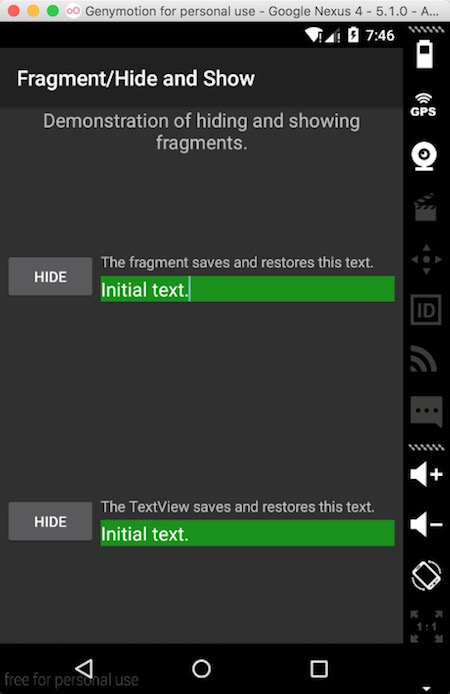 Genymotion for personal use - Google Nexus 4 - 5.1.0 - A...
7:46
Fragment/Hide and Show
GPS
Demonstration of hiding and showing
fragments.
The fragment saves and restores this text.
HIDE
Initial text.
ID
The TextView saves and restores this text.
HIDE
Initial text.
1:1
free for personal use